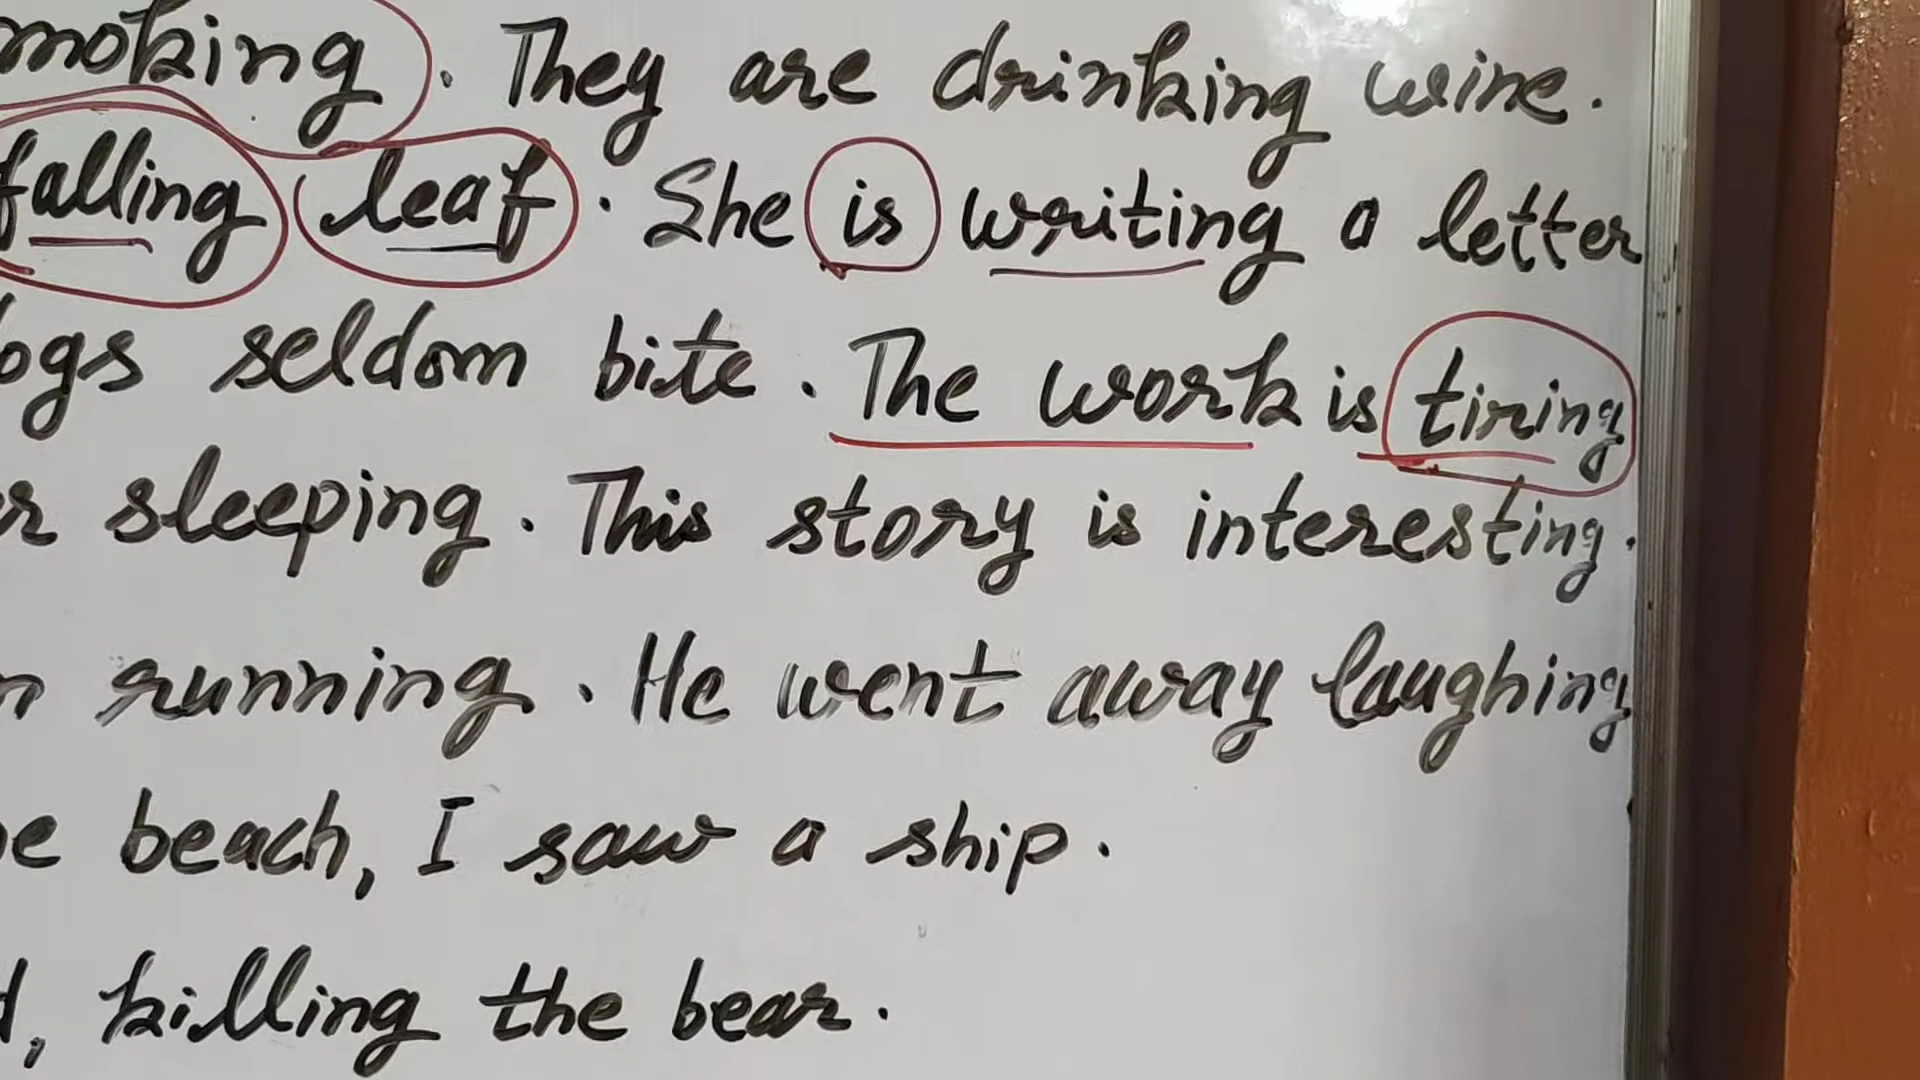 moking. They are drinking wine.
falling leaf. She is writing a letter
ogs seldom bite. The work is tiring
r sleeping. This story is interesting.
n running. He went away laughing
e beach, I saw a ship.
d, killing the bear.